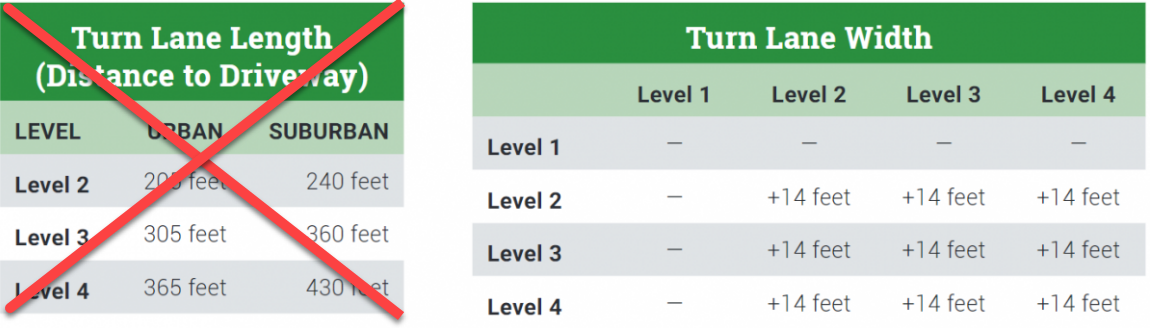 Turn Lane Length
(Distance to Driveway)
LEVEL URBAN SUBURBAN
Level 2 205 feet 240 feet
Level 3 305 feet 360 feet
Level 4 365 feet 430 feet
Turn Lane Width
Level 1 Level 2 Level 3 Level 4
Level 1 — — — —
Level 2 — +14 feet +14 feet +14 feet
Level 3 — +14 feet +14 feet +14 feet
Level 4 — +14 feet +14 feet +14 feet